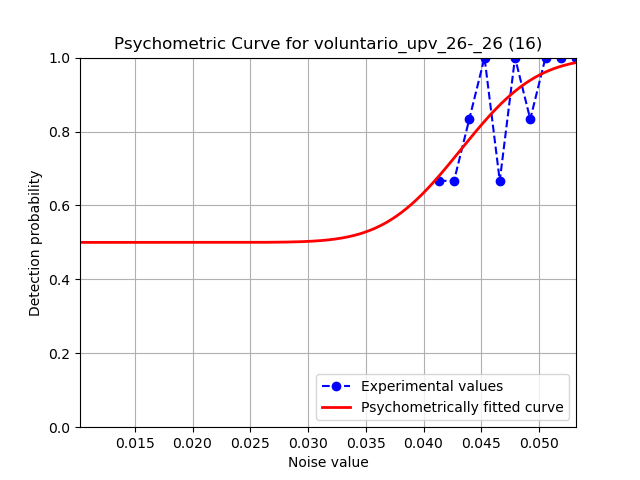 Psychometric Curve for voluntario_upv_26-_26 (16)
1.0
0.8
0.6
0.4
0.2
0.0
Detection probability
0.015 0.020 0.025 0.030 0.035 0.040 0.045 0.050
Noise value
Experimental values
Psychometrically fitted curve